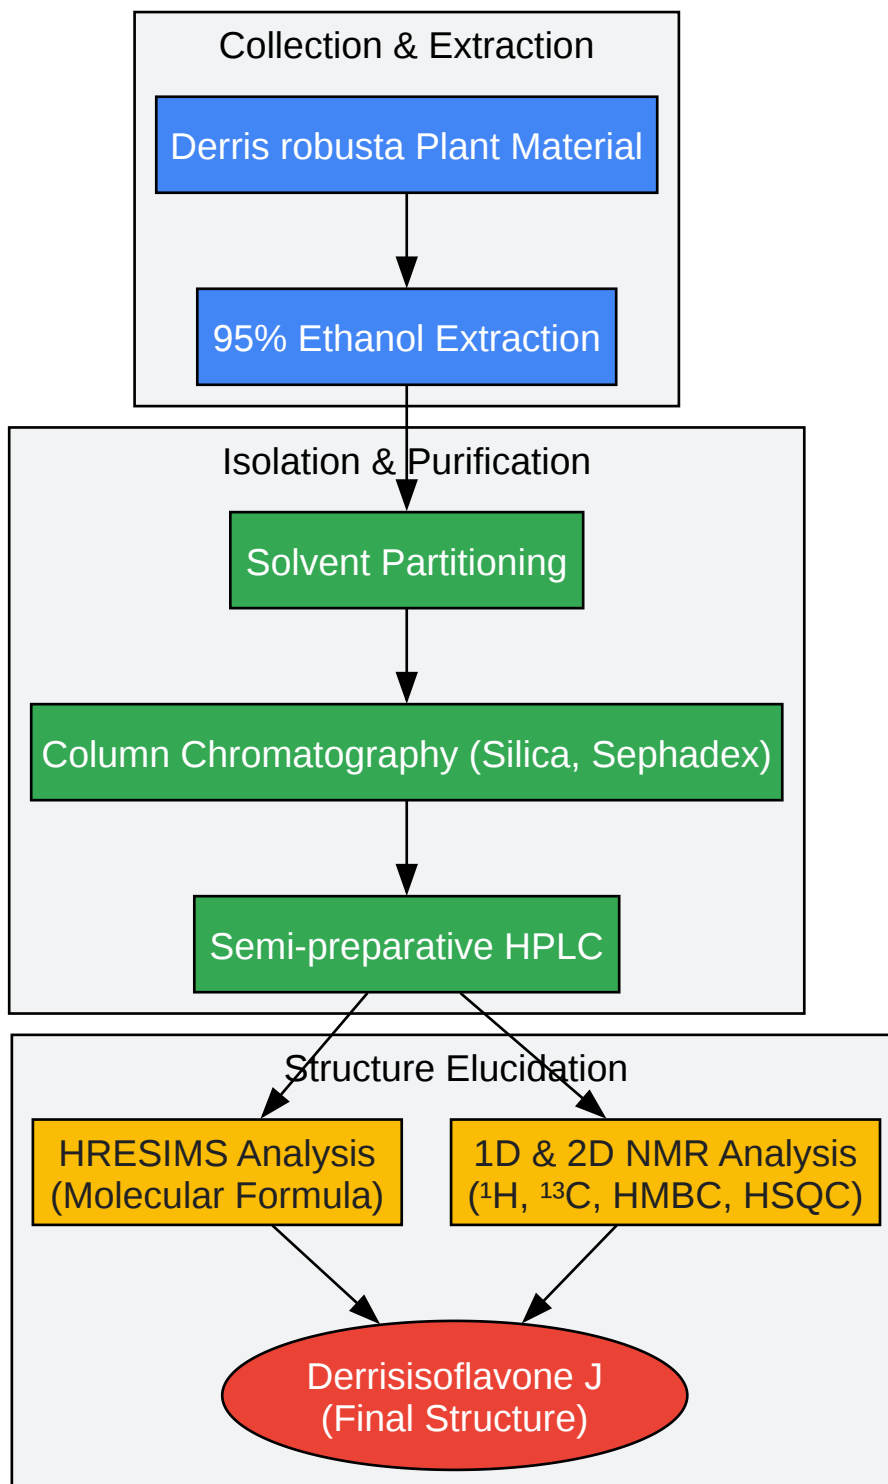 Collection & Extraction
Derris robusta Plant Material
95% Ethanol Extraction
Isolation & Purification
Solvent Partitioning
Column Chromatography (Silica, Sephadex)
Semi-preparative HPLC
Structure Elucidation
HRESIMS Analysis
(Molecular Formula)
1D & 2D NMR Analysis
(¹H, ¹³C, HMBC, HSQC)
Derrisisoflavone J
(Final Structure)